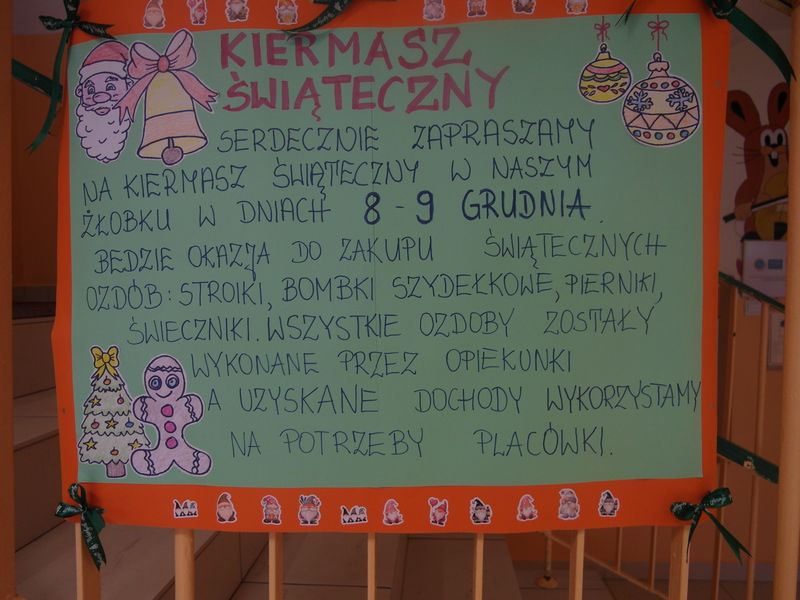 KIERMASZ
ŚWIĄTECZNY
SERDECZNIE ZAPRASZAMY
NA KIERMASZ ŚWIĄTECZNY W NASZYM
ŻŁOBKU W DNIACH 8-9 GRUDNIA.
BEDZIE OKAZJA DO ZAKUPU ŚWIĄTECZNYCH
OZDÓB: STROIKI, BOMBKI SZYDEŁKOWE, PIERNIKI,
ŚWIECZNIKI. WSZYSTKIE OZDOBY ZOSTAŁY
WYKONANE PRZEZ OPIEKUNKI
A UZYSKANE DOCHODY WYKORZYSTAMY
NA POTRZEBY PLACÓWKI.